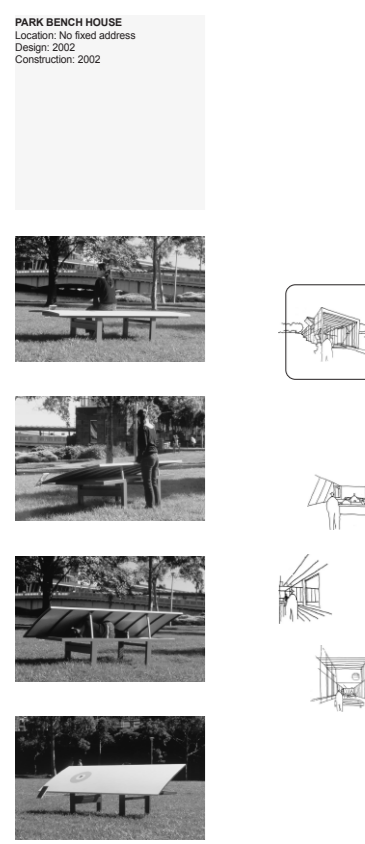 PARK BENCH HOUSE
Location: No fixed address
Design: 2002
Construction: 2002